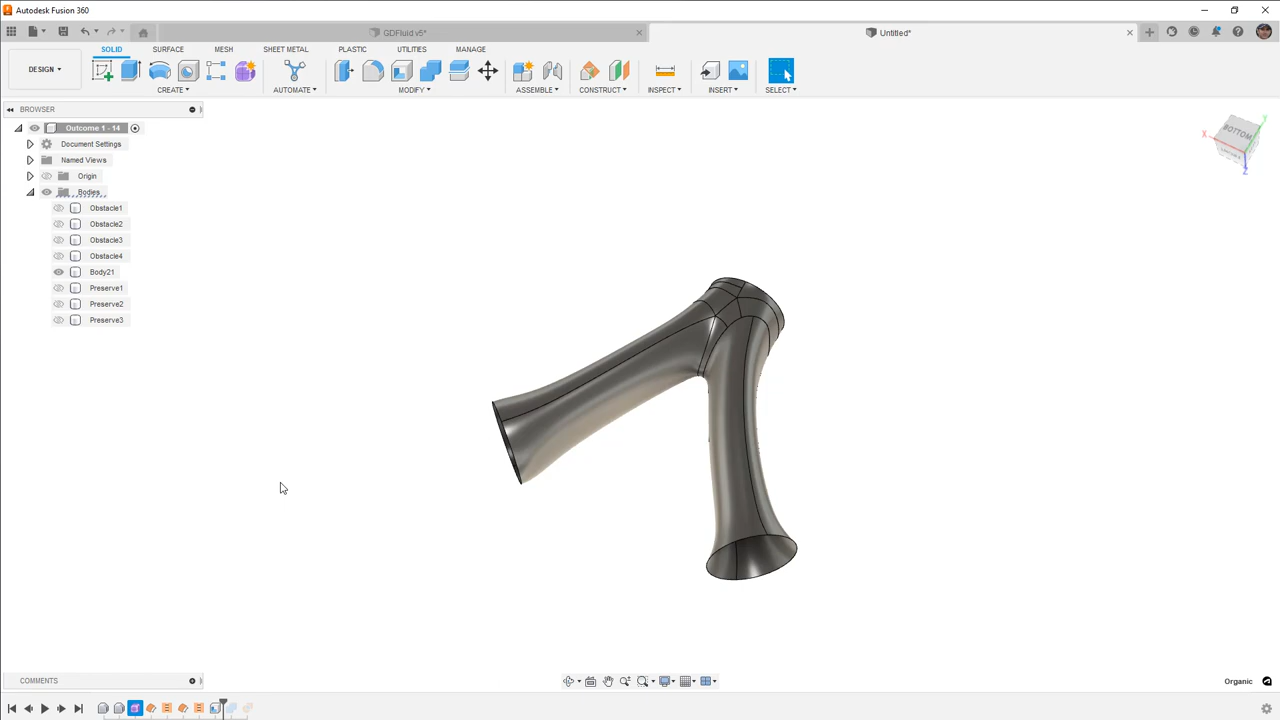 Autodesk Fusion 360
GDFluid v5*
Untitled*
SOLID
SURFACE
MESH
SHEET METAL
PLASTIC
UTILITIES
MANAGE
DESIGN
CREATE
AUTOMATE
MODIFY
ASSEMBLE
CONSTRUCT
INSPECT
INSERT
SELECT
BROWSER
Outcome 1 - 14
Document Settings
Named Views
Origin
Bodies
Obstacle1
Obstacle2
Obstacle3
Obstacle4
Body21
Preserve1
Preserve2
Preserve3
BOTTOM
X
Y
Z
COMMENTS
Organic